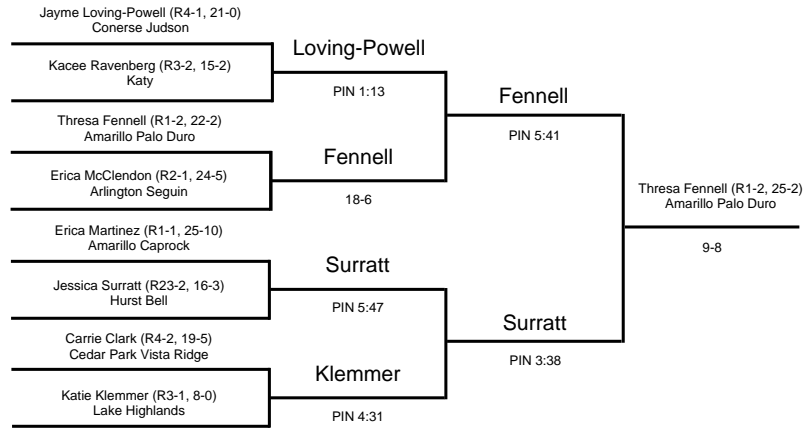 Jayme Loving-Powell (R4-1, 21-0)
Conerse Judson
Loving-Powell
Kacee Ravenberg (R3-2, 15-2)
Katy
PIN 1:13
Fennell
Thresa Fennell (R1-2, 22-2)
Amarillo Palo Duro
PIN 5:41
Fennell
Erica McClendon (R2-1, 24-5)
Arlington Seguin
18-6
Thresa Fennell (R1-2, 25-2)
Amarillo Palo Duro
9-8
Erica Martinez (R1-1, 25-10)
Amarillo Caprock
Surratt
Jessica Surratt (R23-2, 16-3)
Hurst Bell
PIN 5:47
Surratt
Carrie Clark (R4-2, 19-5)
Cedar Park Vista Ridge
PIN 3:38
Klemmer
Katie Klemmer (R3-1, 8-0)
Lake Highlands
PIN 4:31